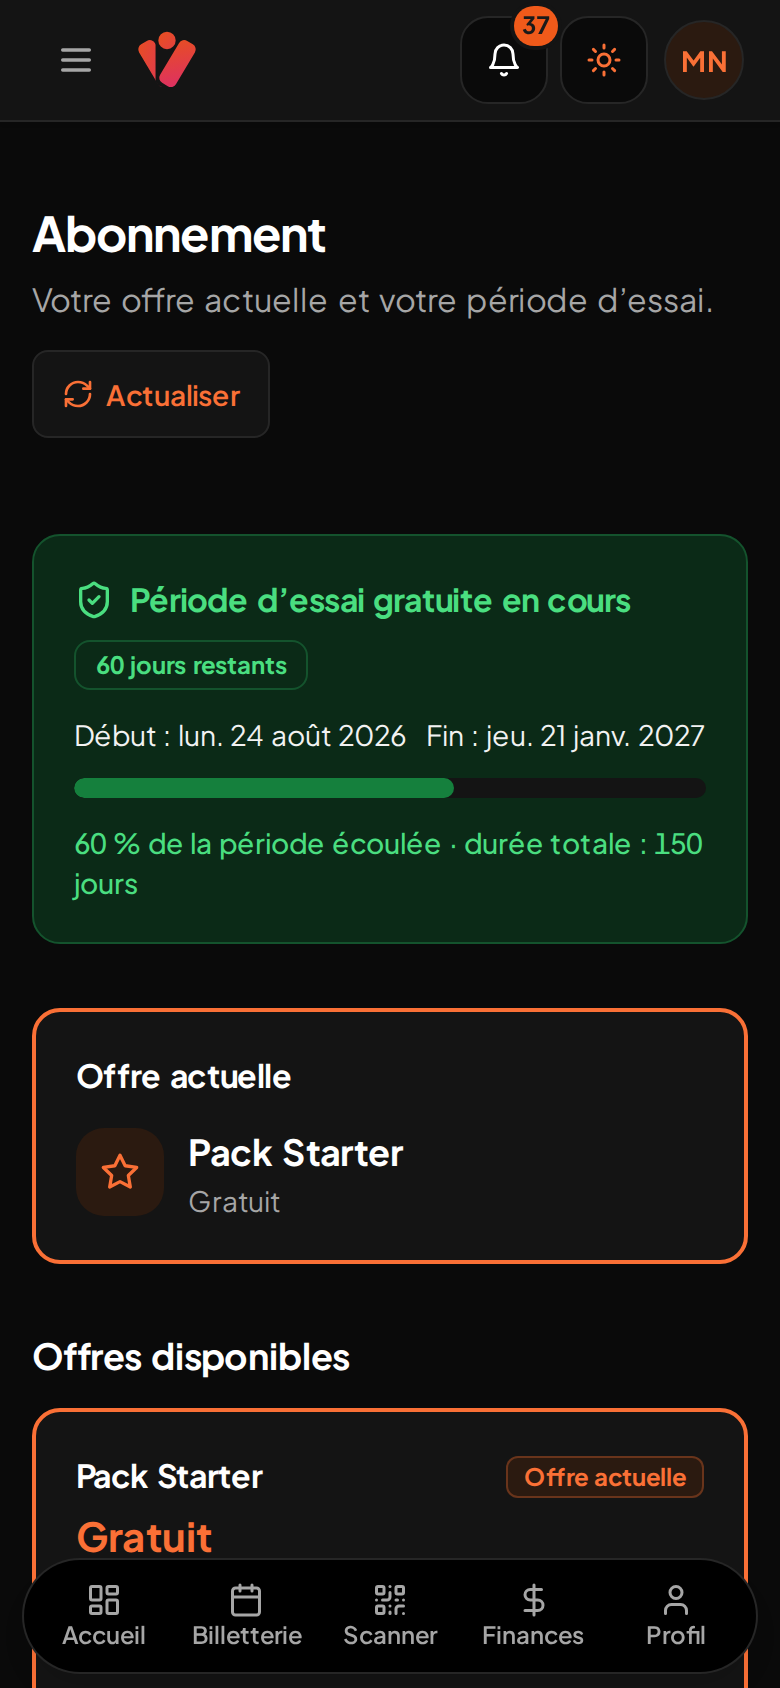 37
MN
Abonnement
Votre offre actuelle et votre période d’essai.
Actualiser
Période d’essai gratuite en cours
60 jours restants
Début : lun. 24 août 2026 Fin : jeu. 21 janv. 2027
60 % de la période écoulée · durée totale : 150
jours
Offre actuelle
Pack Starter
Gratuit
Offres disponibles
Pack Starter Offre actuelle
Gratuit
Accueil Billetterie Scanner Finances Profil